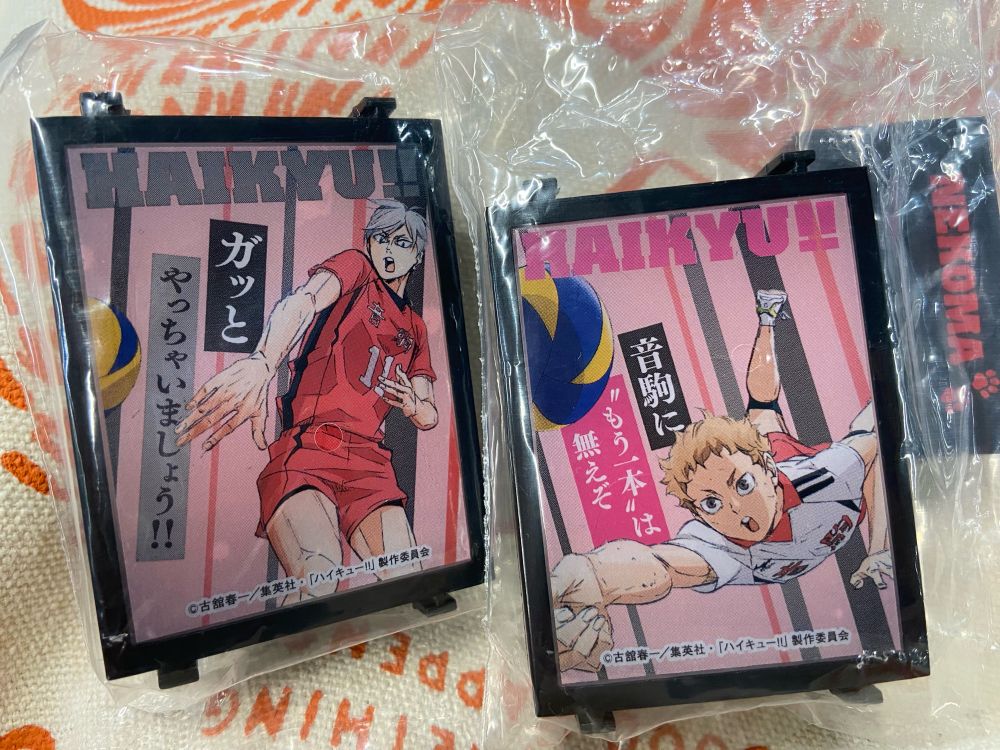 HAIKYU!!
ガッと
やっちゃいましょう!!
11
©古舘春一／集英社・「ハイキュー!!」製作委員会
HAIKYU!!
音駒に
"もう一本"は
無えぞ
©古舘春一／集英社・「ハイキュー!!」製作委員会
NEKOMA